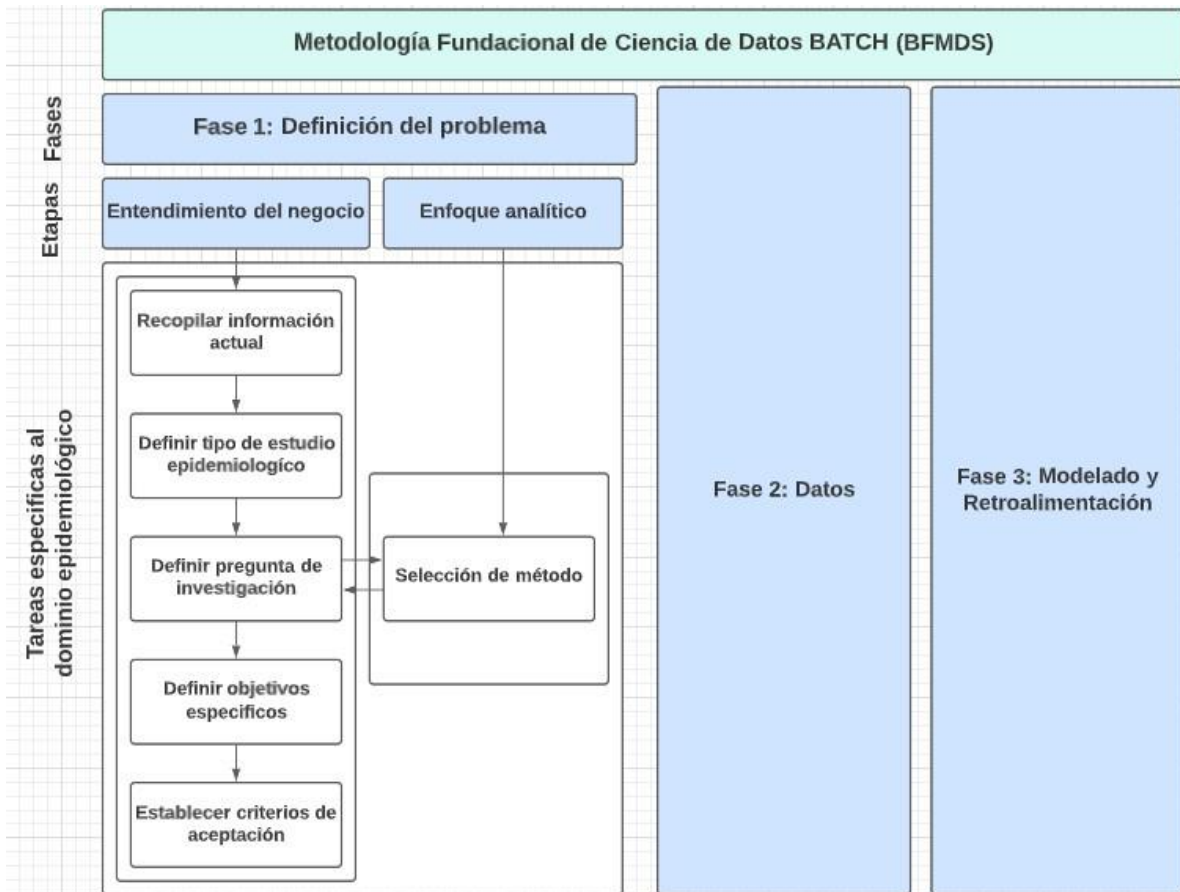 Metodología Fundacional de Ciencia de Datos BATCH (BFMDS)
Fases
Fase 1: Definición del problema
Etapas
Entendimiento del negocio
Enfoque analítico
Tareas especificas al
dominio epidemiológico
Recopilar información
actual
Definir tipo de estudio
epidemiologíco
Definir pregunta de
investigación
Selección de método
Definir objetivos
especificos
Establecer criterios de
aceptación
Fase 2: Datos
Fase 3: Modelado y
Retroalimentación